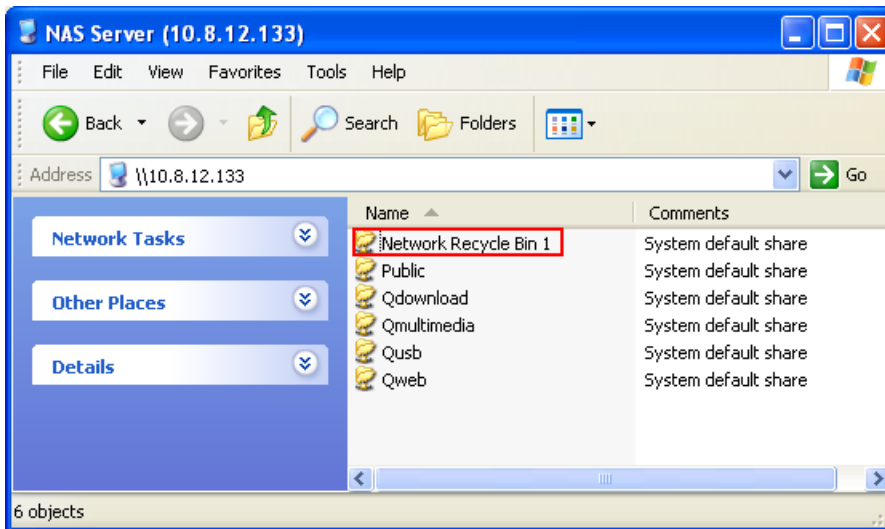 NAS Server (10.8.12.133)
File Edit View Favorites Tools Help
Back Search Folders
Address \\10.8.12.133 Go
Name Comments
Network Tasks
Other Places
Details
Network Recycle Bin 1 System default share
Public System default share
Qdownload System default share
Qmultimedia System default share
Qusb System default share
Qweb System default share
6 objects